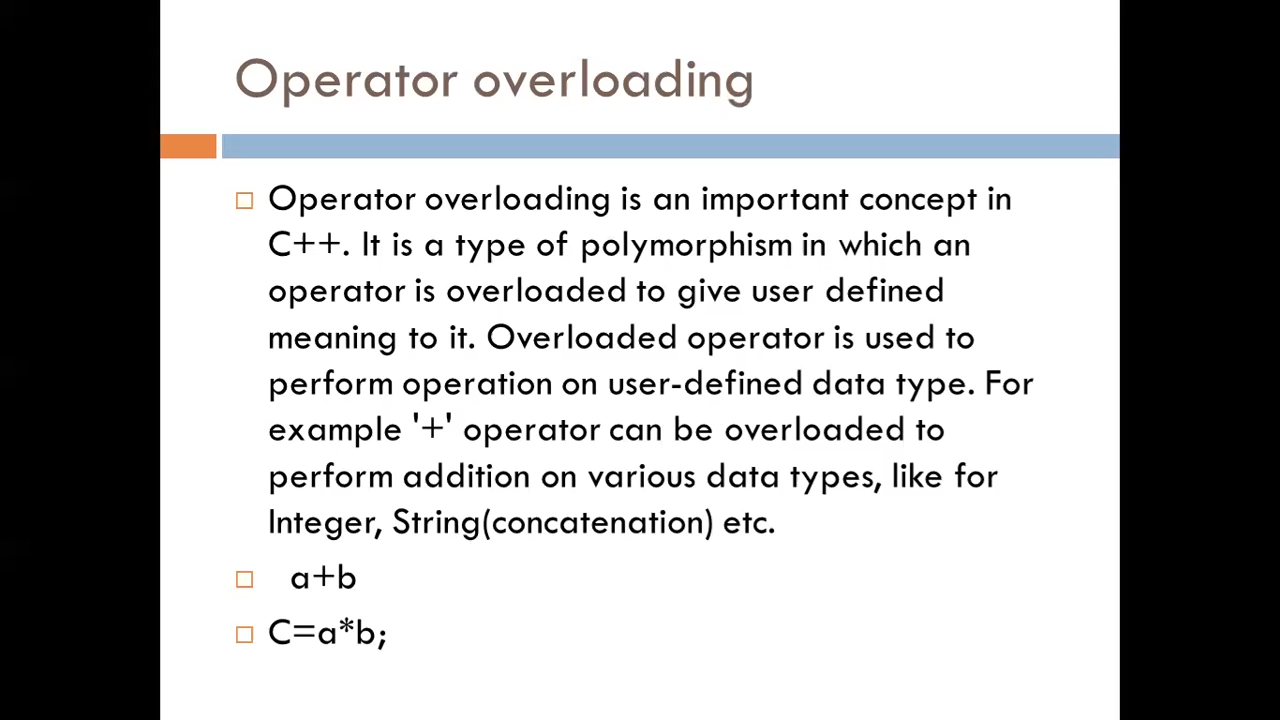 Operator overloading
Operator overloading is an important concept in
C++. It is a type of polymorphism in which an
operator is overloaded to give user defined
meaning to it. Overloaded operator is used to
perform operation on user-defined data type. For
example '+' operator can be overloaded to
perform addition on various data types, like for
Integer, String(concatenation) etc.
a+b
C=a*b;